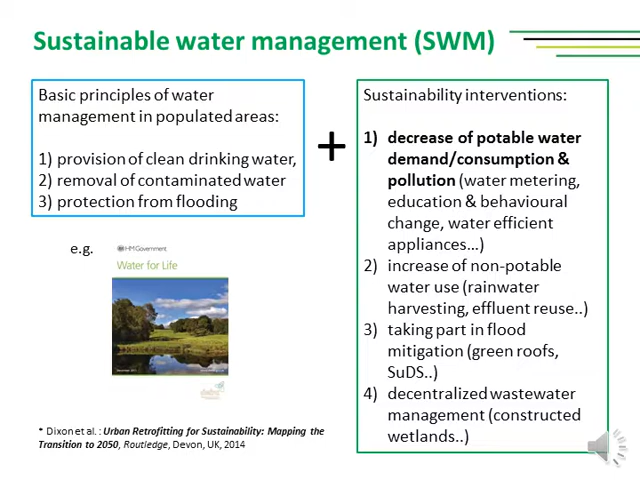 Sustainable water management (SWM)
Basic principles of water
management in populated areas:
1) provision of clean drinking water,
2) removal of contaminated water
3) protection from flooding
+
Sustainability interventions:
1) decrease of potable water
demand/consumption &
pollution (water metering,
education & behavioural
change, water efficient
appliances...)
2) increase of non-potable
water use (rainwater
harvesting, effluent reuse..)
3) taking part in flood
mitigation (green roofs,
SuDS..)
4) decentralized wastewater
management (constructed
wetlands..)
e.g.
HM Government
Water for Life
* Dixon et al. : Urban Retrofitting for Sustainability: Mapping the
Transition to 2050, Routledge, Devon, UK, 2014